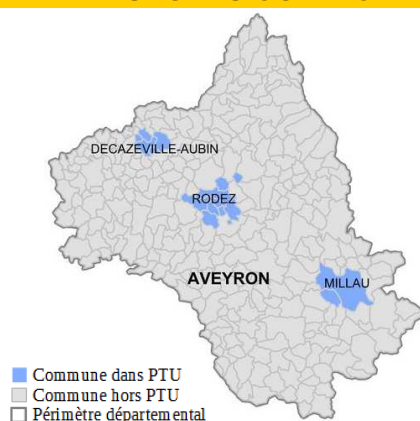 DECAZEVILLE-AUBIN
RODEZ
AVEYRON
MILLAU
Commune dans PTU
Commune hors PTU
Périmètre départemental